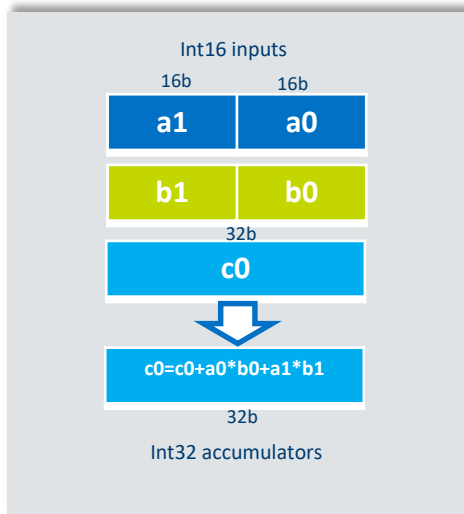 Int16 inputs
16b 16b
a1 a0
b1 b0
32b
c0
c0=c0+a0*b0+a1*b1
32b
Int32 accumulators